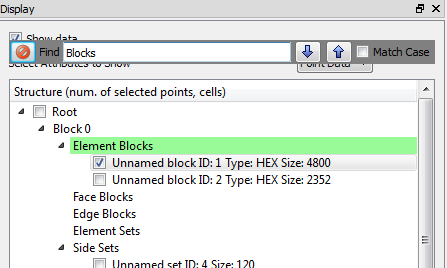 Display
Show data
Find Blocks Match Case
Select Attributes to Show Point Data
Structure (num. of selected points, cells)
Root
Block 0
Element Blocks
Unnamed block ID: 1 Type: HEX Size: 4800
Unnamed block ID: 2 Type: HEX Size: 2352
Face Blocks
Edge Blocks
Element Sets
Side Sets
Unnamed set ID: 4 Size: 120